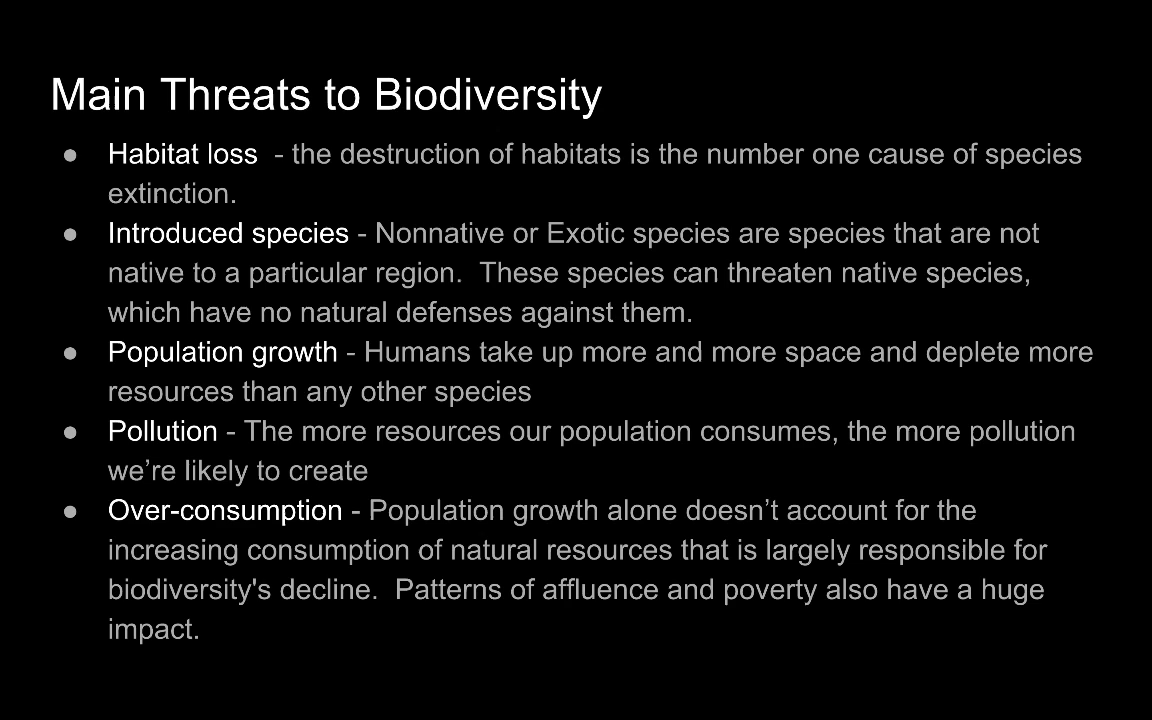 Main Threats to Biodiversity
● Habitat loss  - the destruction of habitats is the number one cause of species
extinction.
● Introduced species - Nonnative or Exotic species are species that are not
native to a particular region.  These species can threaten native species,
which have no natural defenses against them.
● Population growth - Humans take up more and more space and deplete more
resources than any other species
● Pollution - The more resources our population consumes, the more pollution
we’re likely to create
● Over-consumption - Population growth alone doesn’t account for the
increasing consumption of natural resources that is largely responsible for
biodiversity's decline.  Patterns of affluence and poverty also have a huge
impact.